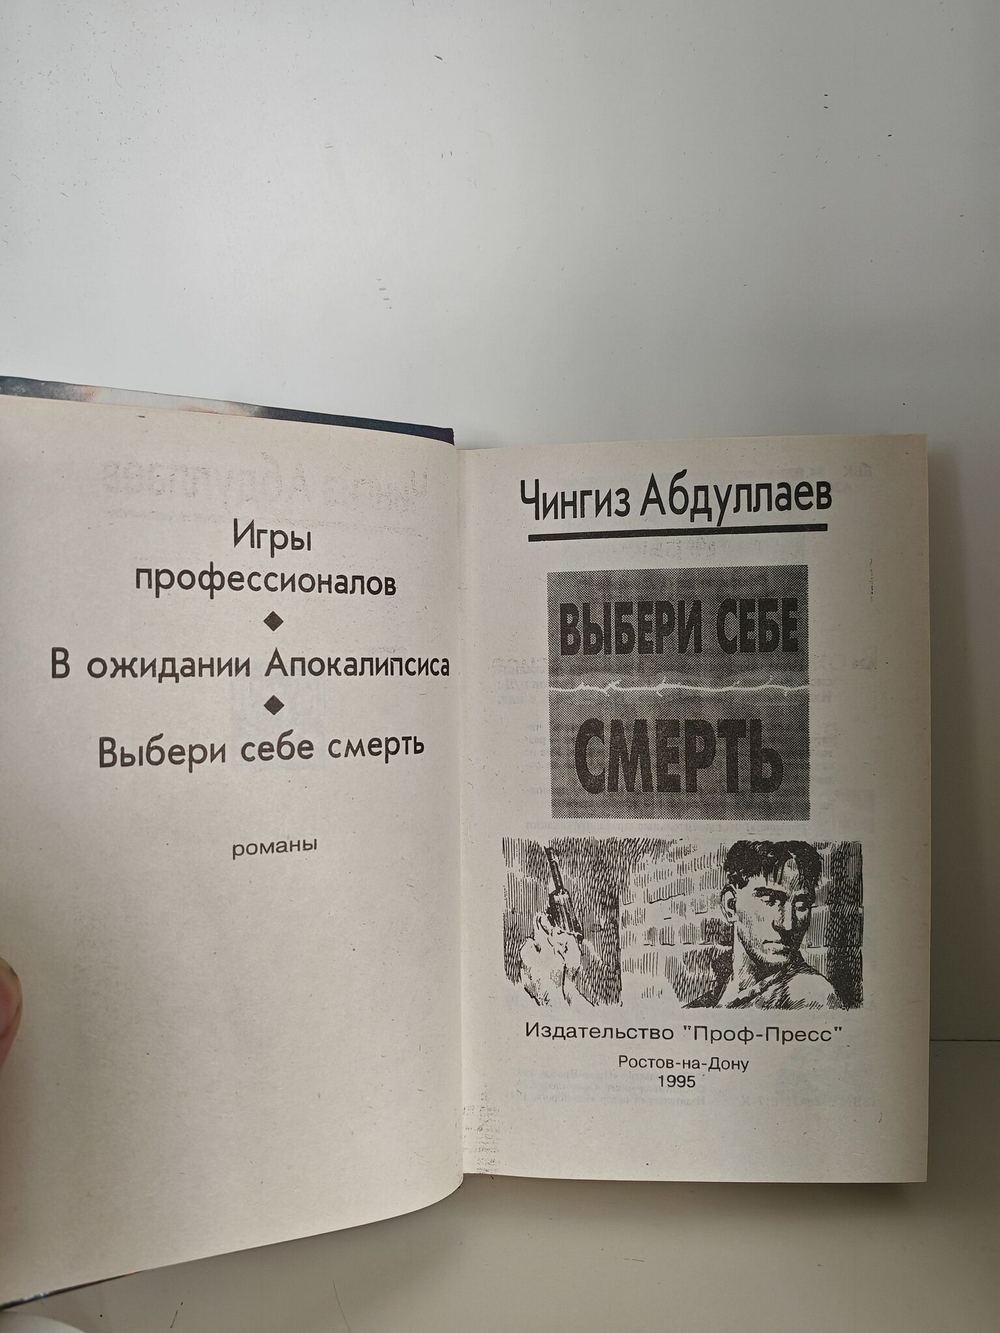 Игры
профессионалов
◆
В ожидании Апокалипсиса
◆
Выбери себе смерть
романы
Чингиз Абдуллаев
ВЫБЕРИ СЕБЕ
СМЕРТЬ
Издательство "Проф-Пресс"
Ростов-на-Дону
1995